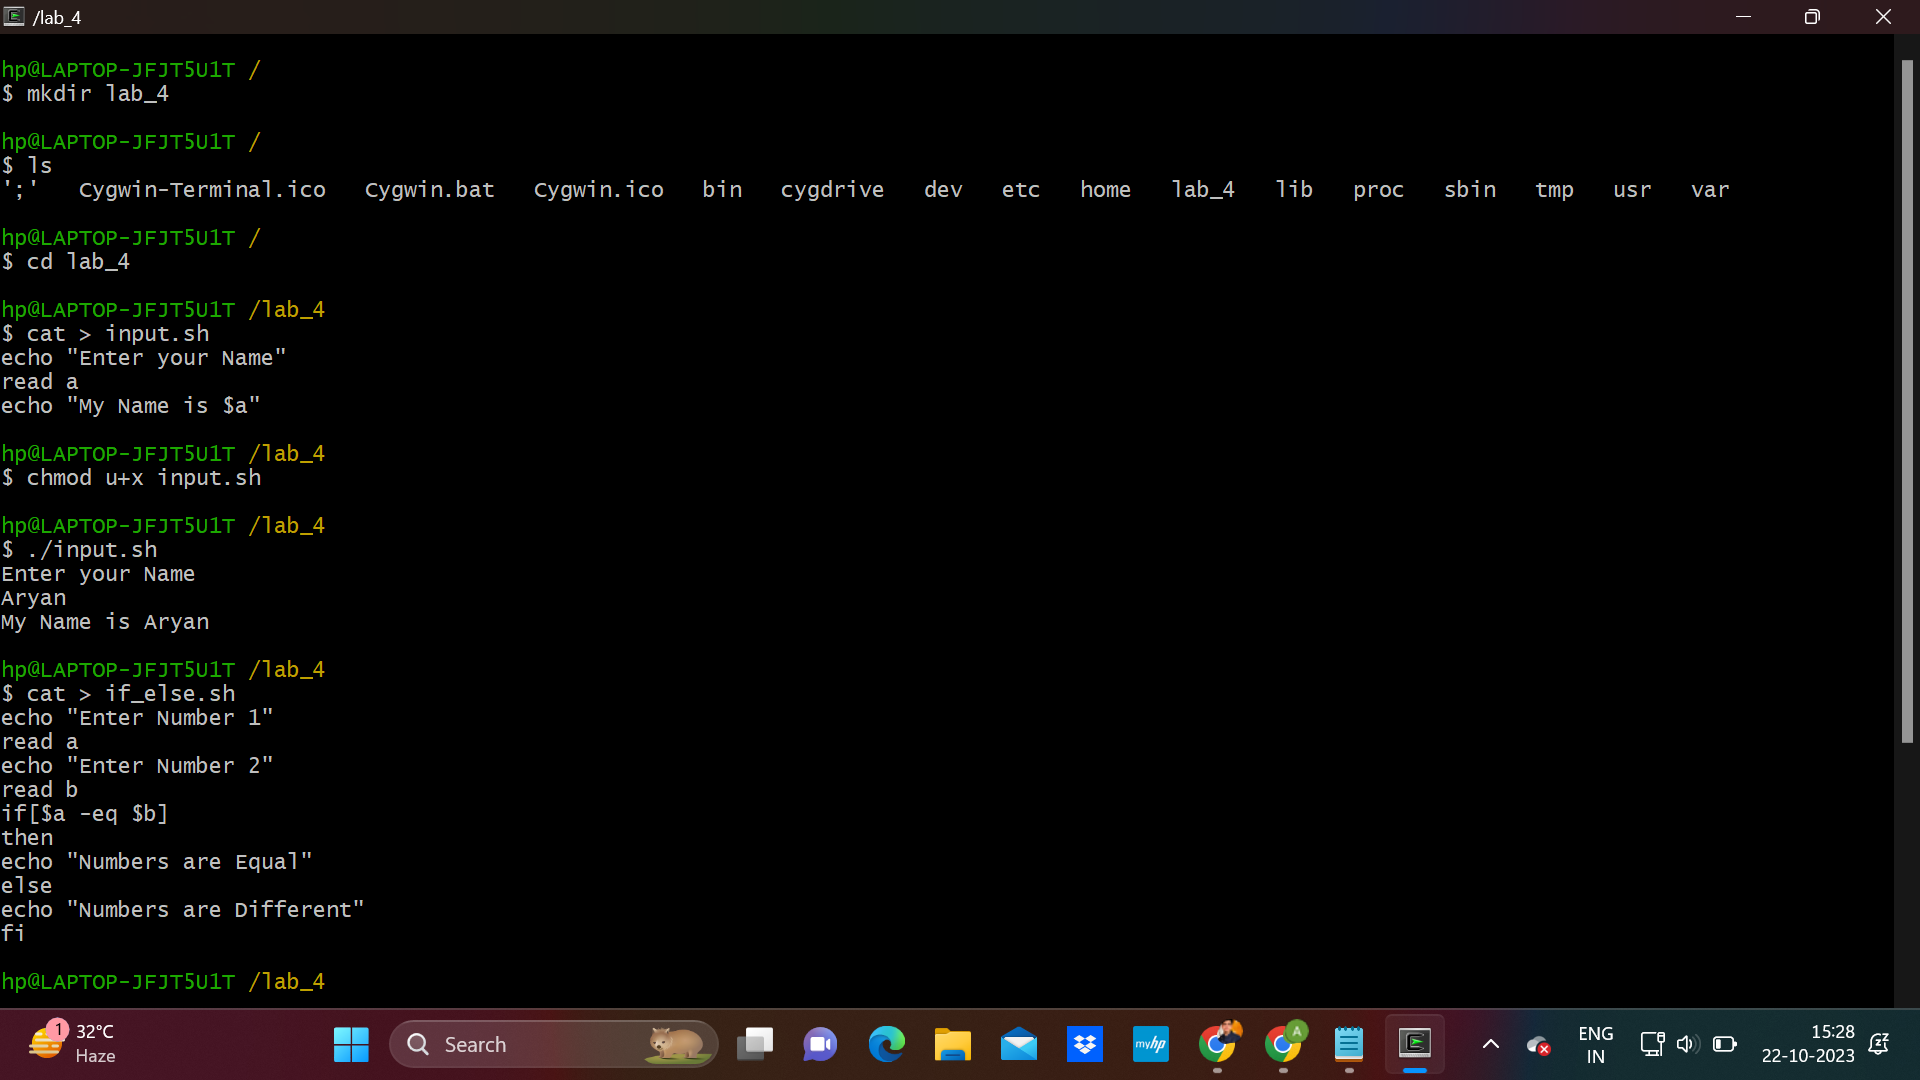 /lab_4
hp@LAPTOP-JFJT5U1T /
$ mkdir lab_4
hp@LAPTOP-JFJT5U1T /
$ ls
';'   Cygwin-Terminal.ico   Cygwin.bat   Cygwin.ico   bin   cygdrive   dev   etc   home   lab_4   lib   proc   sbin   tmp   usr   var
hp@LAPTOP-JFJT5U1T /
$ cd lab_4
hp@LAPTOP-JFJT5U1T /lab_4
$ cat > input.sh
echo "Enter your Name"
read a
echo "My Name is $a"
hp@LAPTOP-JFJT5U1T /lab_4
$ chmod u+x input.sh
hp@LAPTOP-JFJT5U1T /lab_4
$ ./input.sh
Enter your Name
Aryan
My Name is Aryan
hp@LAPTOP-JFJT5U1T /lab_4
$ cat > if_else.sh
echo "Enter Number 1"
read a
echo "Enter Number 2"
read b
if[$a -eq $b]
then
echo "Numbers are Equal"
else
echo "Numbers are Different"
fi
hp@LAPTOP-JFJT5U1T /lab_4
1
32°C
Haze
Search
myhp
A
ENG
IN
15:28
22-10-2023